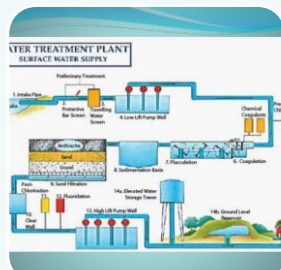 ATER TREATMENT PLANT
SURFACE WATER SUPPLY
Preliminary Treatment
1. Intake Pipe
2.
Protective
Bar Screen
3.
Travelling
Water
Screen
4. Low Lift Pump Well
Chemical
Coagulants
Anthracite
Sand
Gravel
9. Sand Filtration
8. Sedimentation Basin
7. Flocculation
6. Coagulation
Post-
Chlorination
11.
12. Fluoridation
10.
Clear
Well
13. High Lift Pump Well
14a. Elevated Water
Storage Tower
14b. Ground Level
Reservoir